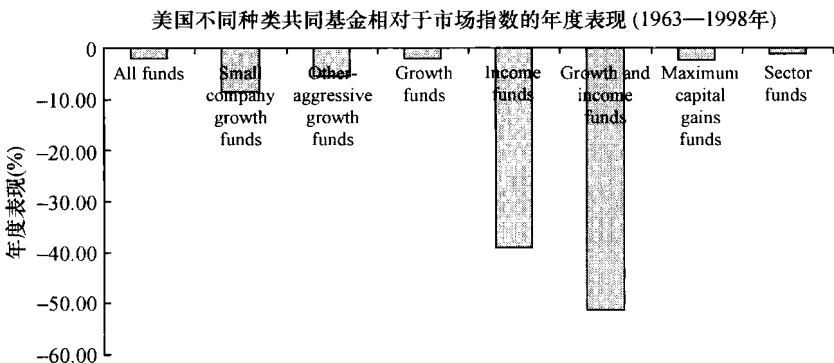 美国不同种类共同基金相对于市场指数的年度表现 (1963—1998年)
年度表现(%)
0
−10.00
−20.00
−30.00
−40.00
−50.00
−60.00
All funds
Small
company
growth
funds
Other-
aggressive
growth
funds
Growth
funds
Income
funds
Growth and
income
funds
Maximum
capital
gains
funds
Sector
funds